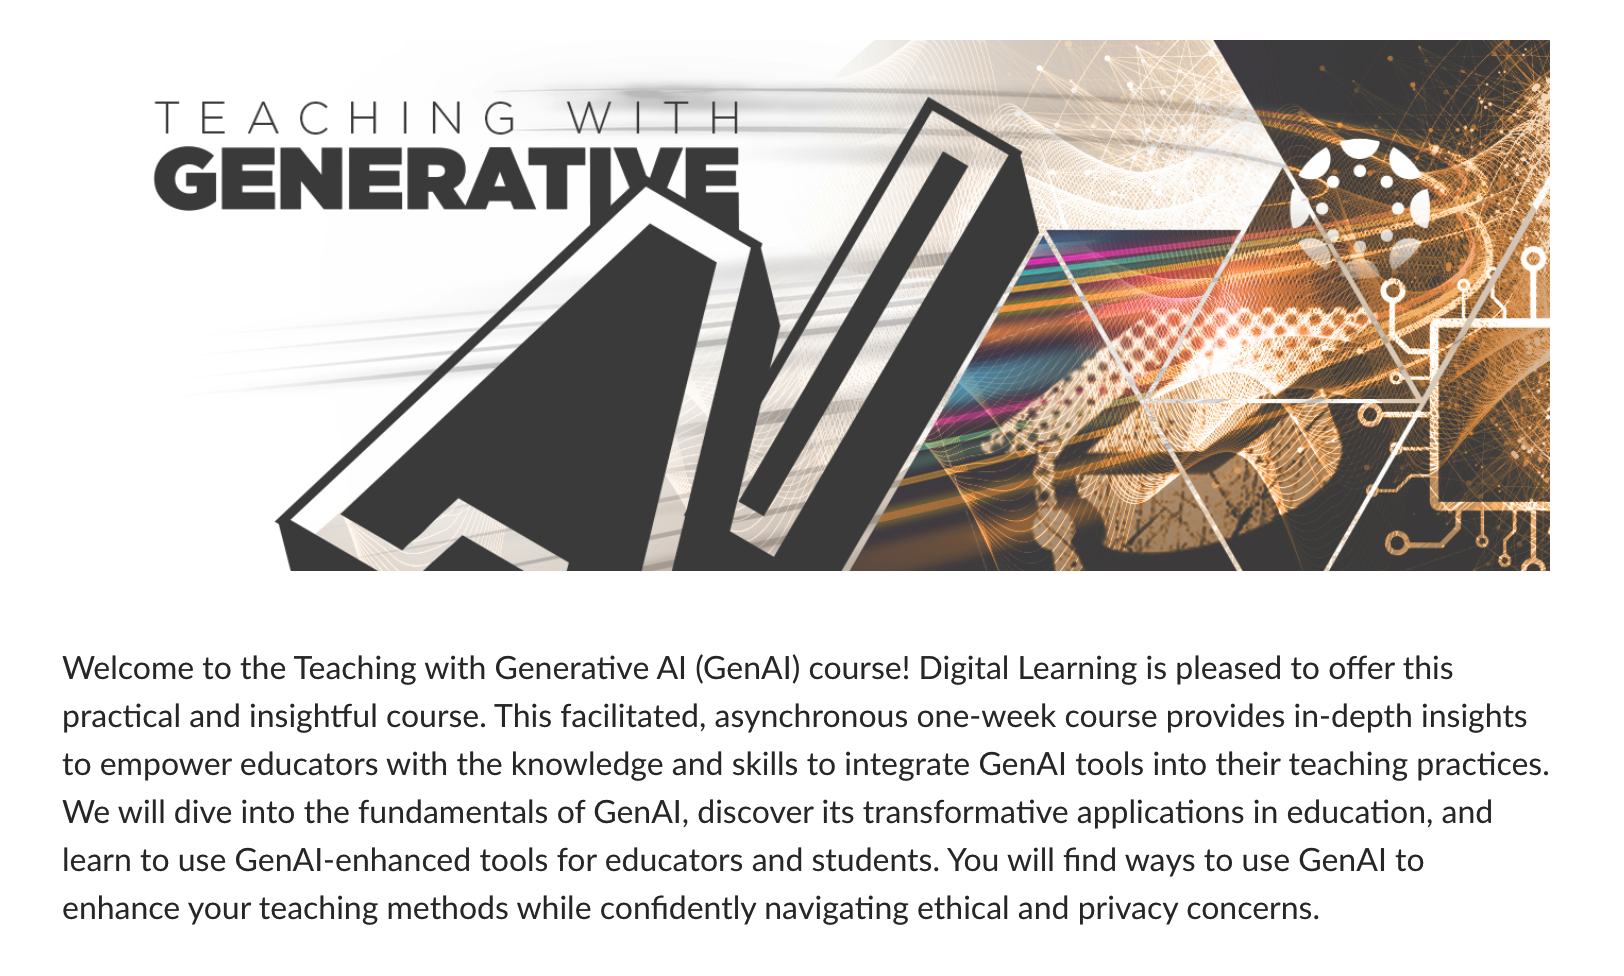 TEACHING WITH
GENERATIVE
AI
Welcome to the Teaching with Generative AI (GenAI) course! Digital Learning is pleased to offer this
practical and insightful course. This facilitated, asynchronous one-week course provides in-depth insights
to empower educators with the knowledge and skills to integrate GenAI tools into their teaching practices.
We will dive into the fundamentals of GenAI, discover its transformative applications in education, and
learn to use GenAI-enhanced tools for educators and students. You will find ways to use GenAI to
enhance your teaching methods while confidently navigating ethical and privacy concerns.